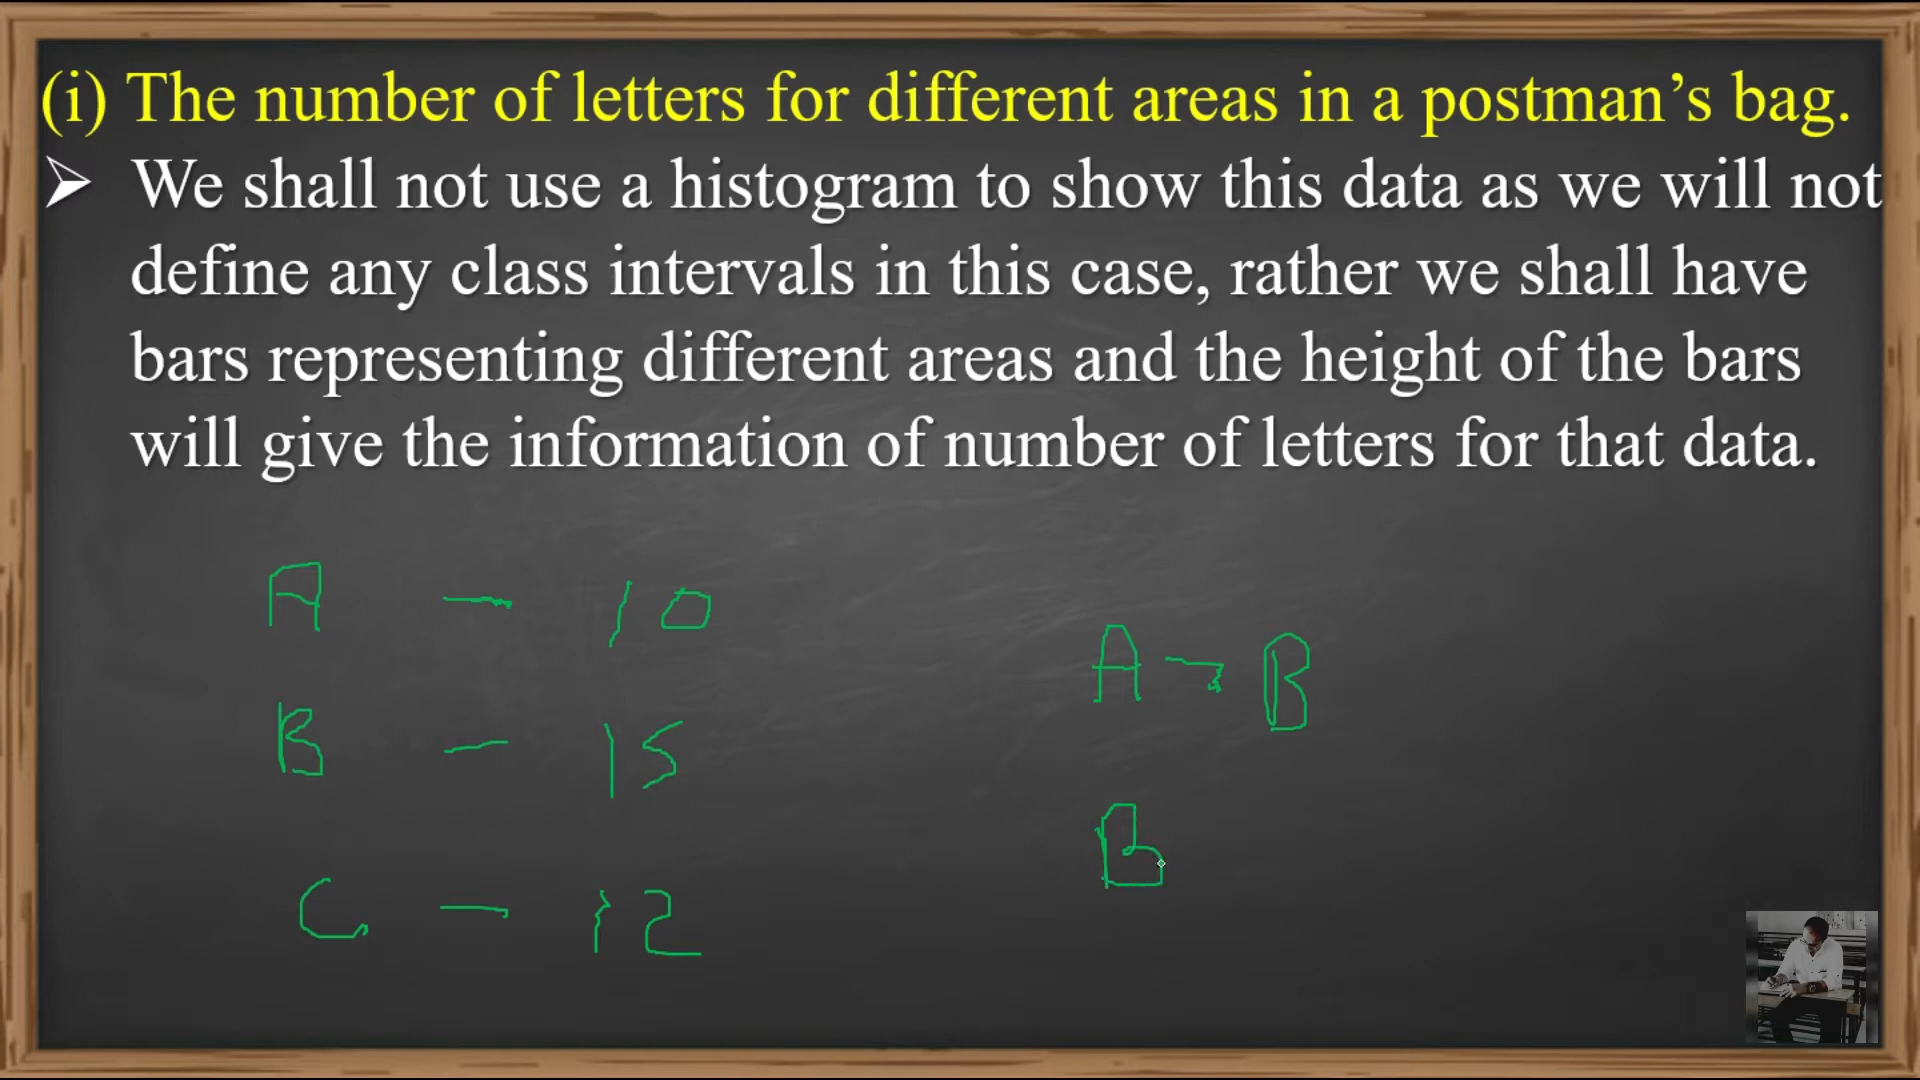 (i) The number of letters for different areas in a postman’s bag.
➢ We shall not use a histogram to show this data as we will not
define any class intervals in this case, rather we shall have
bars representing different areas and the height of the bars
will give the information of number of letters for that data.
A - 10
B - 15
C - 12
A → B
B